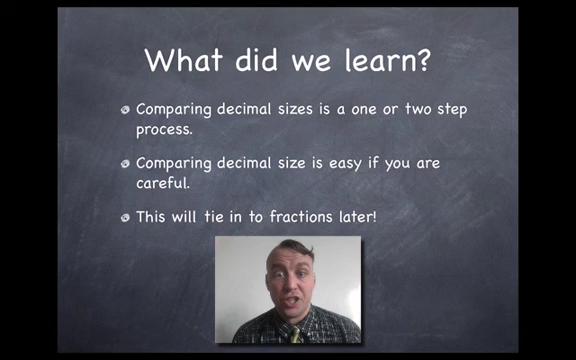 What did we learn?
Comparing decimal sizes is a one or two step
process.
Comparing decimal size is easy if you are
careful.
This will tie in to fractions later!